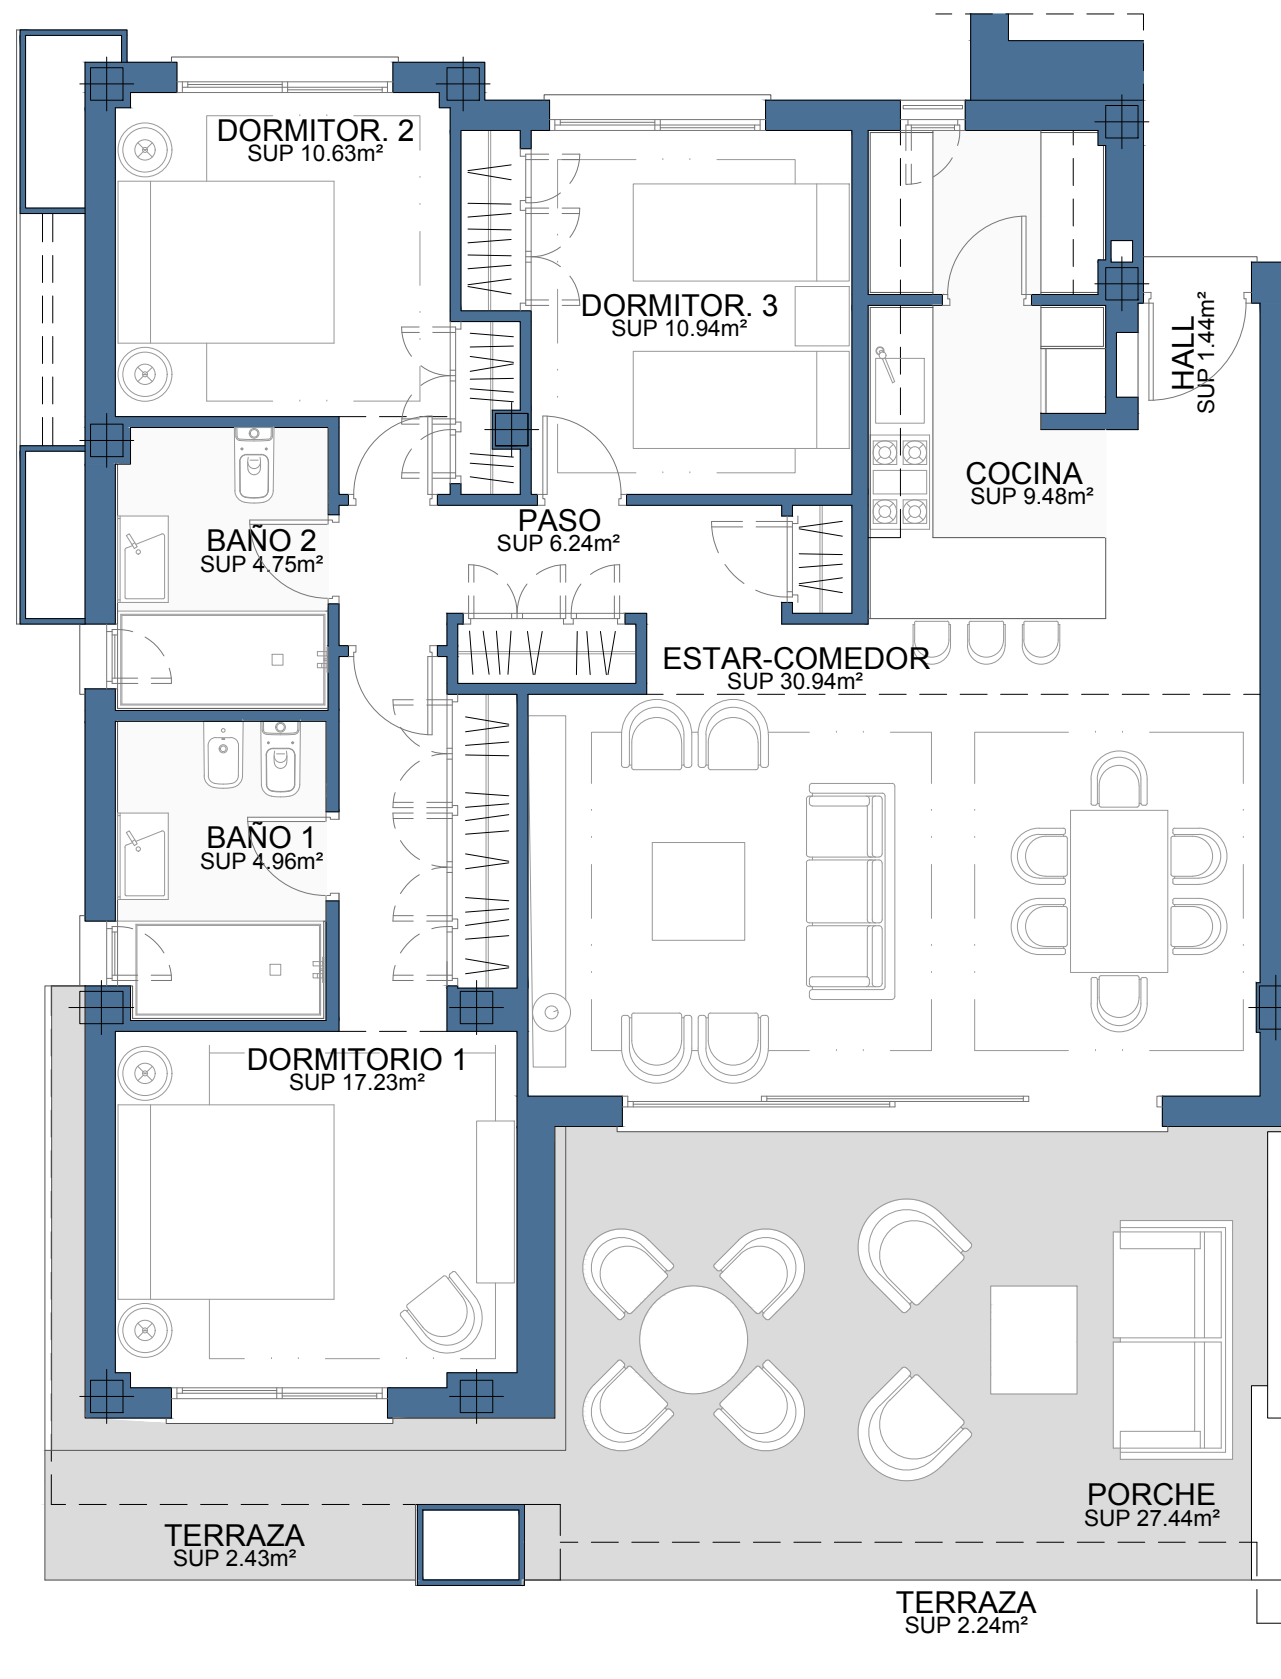 DORMITOR. 2
SUP 10.63m²
DORMITOR. 3
SUP 10.94m²
HALL
SUP 1.44m²
COCINA
SUP 9.48m²
PASO
SUP 6.24m²
BAÑO 2
SUP 4.75m²
ESTAR-COMEDOR
SUP 30.94m²
BAÑO 1
SUP 4.96m²
DORMITORIO 1
SUP 17.23m²
PORCHE
SUP 27.44m²
TERRAZA
SUP 2.43m²
TERRAZA
SUP 2.24m²